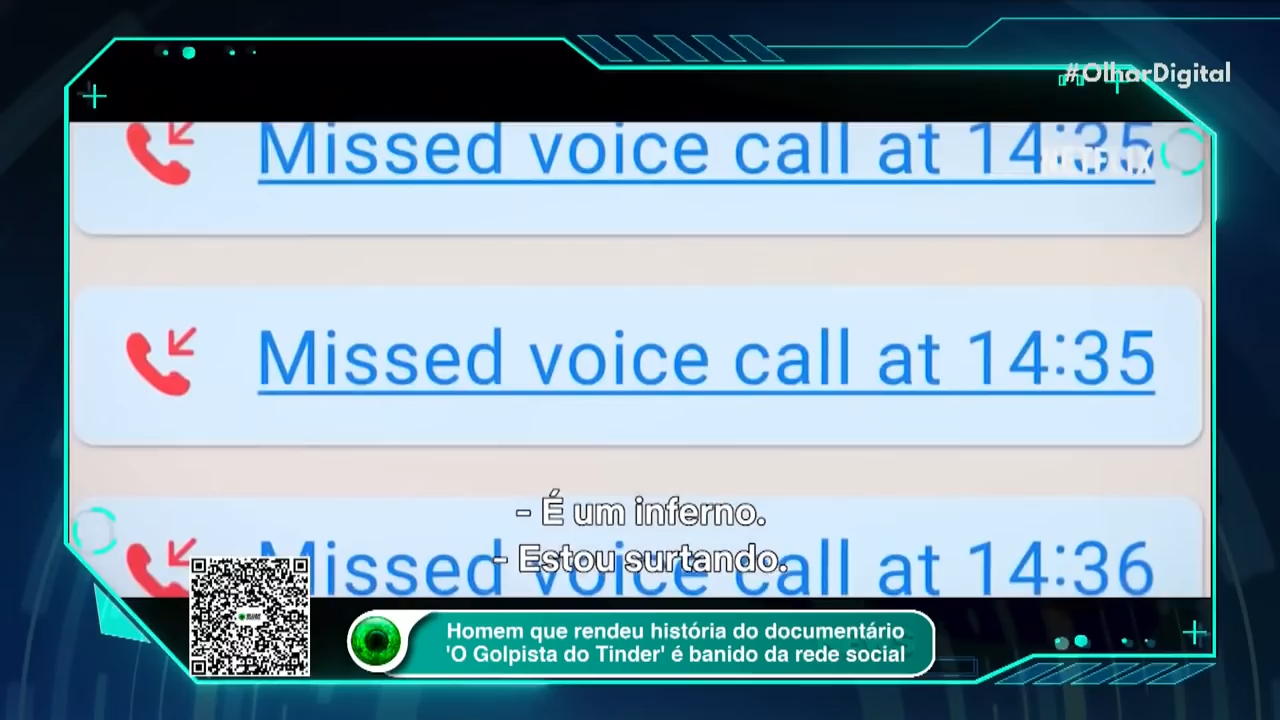 #OlharDigital
Missed voice call at 14:35
NETFLIX
Missed voice call at 14:35
- É um inferno.
- Estou surtando.
Missed voice call at 14:36
Homem que rendeu história do documentário
'O Golpista do Tinder' é banido da rede social